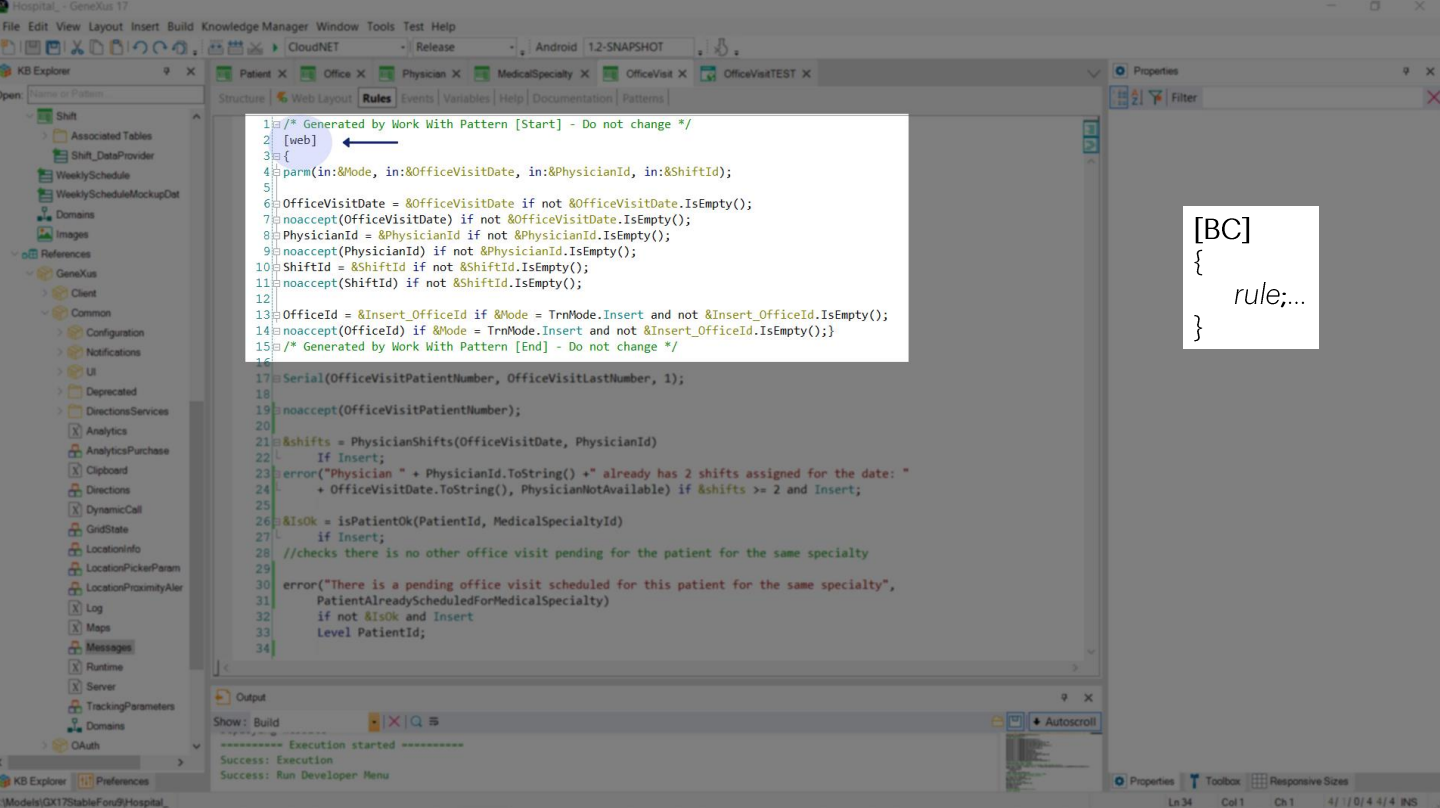 Hospital_ - GeneXus 17
File Edit View Layout Insert Build Knowledge Manager Window Tools Test Help
CloudNET Release Android 1.2-SNAPSHOT
KB Explorer
Open: Name or Pattern...
Shift
Associated Tables
Shift_DataProvider
WeeklySchedule
WeeklyScheduleMockupDat
Domains
Images
References
GeneXus
Client
Common
Configuration
Notifications
UI
Deprecated
DirectionsServices
Analytics
AnalyticsPurchase
Clipboard
Directions
DynamicCall
GridState
LocationInfo
LocationPickerParam
LocationProximityAler
Log
Maps
Messages
Runtime
Server
TrackingParameters
Domains
OAuth
KB Explorer Preferences
Patient Office Physician MedicalSpecialty OfficeVisit OfficeVisitTEST
Structure Web Layout Rules Events Variables Help Documentation Patterns
1 /* Generated by Work With Pattern [Start] - Do not change */
2 [web]
3 {
4 parm(in:&Mode, in:&OfficeVisitDate, in:&PhysicianId, in:&ShiftId);
5
6 OfficeVisitDate = &OfficeVisitDate if not &OfficeVisitDate.IsEmpty();
7 noaccept(OfficeVisitDate) if not &OfficeVisitDate.IsEmpty();
8 PhysicianId = &PhysicianId if not &PhysicianId.IsEmpty();
9 noaccept(PhysicianId) if not &PhysicianId.IsEmpty();
10 ShiftId = &ShiftId if not &ShiftId.IsEmpty();
11 noaccept(ShiftId) if not &ShiftId.IsEmpty();
12
13 OfficeId = &Insert_OfficeId if &Mode = TrnMode.Insert and not &Insert_OfficeId.IsEmpty();
14 noaccept(OfficeId) if &Mode = TrnMode.Insert and not &Insert_OfficeId.IsEmpty();}
15 /* Generated by Work With Pattern [End] - Do not change */
16
17 Serial(OfficeVisitPatientNumber, OfficeVisitLastNumber, 1);
18
19 noaccept(OfficeVisitPatientNumber);
20
21 &shifts = PhysicianShifts(OfficeVisitDate, PhysicianId)
22 If Insert;
23 error("Physician " + PhysicianId.ToString() +" already has 2 shifts assigned for the date: "
24 + OfficeVisitDate.ToString(), PhysicianNotAvailable) if &shifts >= 2 and Insert;
25
26 &IsOk = isPatientOk(PatientId, MedicalSpecialtyId)
27 if Insert;
28 //checks there is no other office visit pending for the patient for the same specialty
29
30 error("There is a pending office visit scheduled for this patient for the same specialty",
31 PatientAlreadyScheduledForMedicalSpecialty)
32 if not &IsOk and Insert
33 Level PatientId;
34
Output
Show: Build Autoscroll
========== Execution started ==========
Success: Execution
Success: Run Developer Menu
Properties
Filter
[BC]
{
rule;...
}
Properties Toolbox Responsive Sizes
:\Models\GX17StableForu9\Hospital_
Ln 34 Col 1 Ch 1 INS